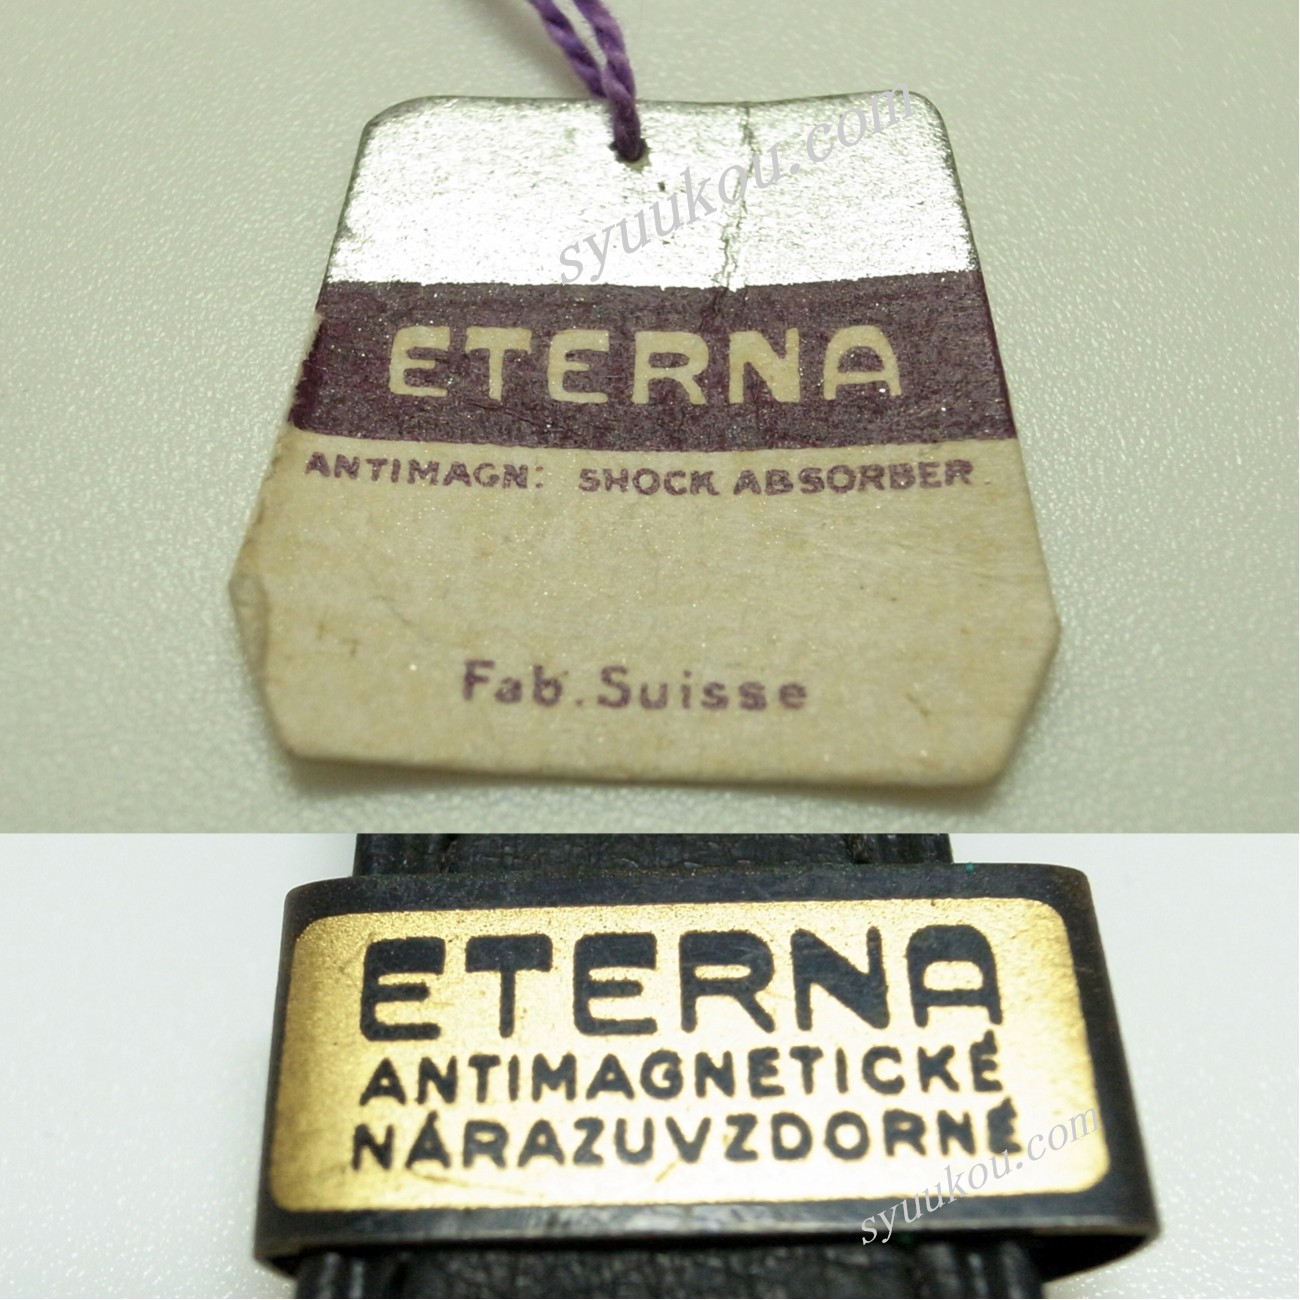 syuukou.com
ETERNA
ANTIMAGN: SHOCK ABSORBER
Fab. Suisse
ETERNA
ANTIMAGNETICKÉ
NÁRAZUVZDORNÉ
syuukou.com